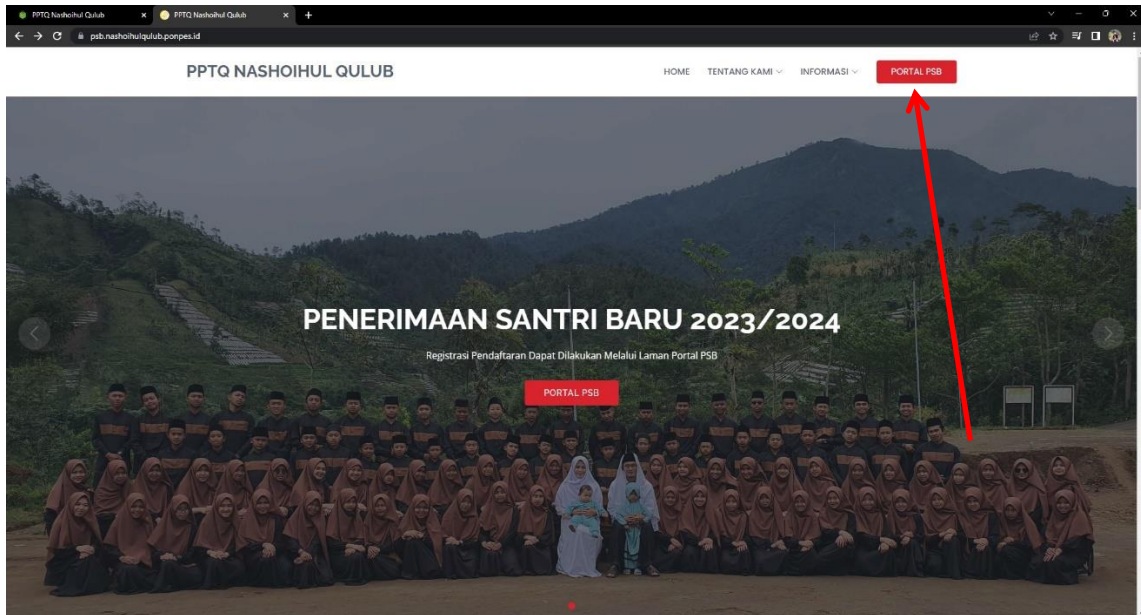 PPTQ Nashoihul Qulub
PPTQ Nashoihul Qulub
psb.nashoihulqulub.ponpes.id
PPTQ NASHOIHUL QULUB
HOME TENTANG KAMI INFORMASI PORTAL PSB
PENERIMAAN SANTRI BARU 2023/2024
Registrasi Pendaftaran Dapat Dilakukan Melalui Laman Portal PSB
PORTAL PSB